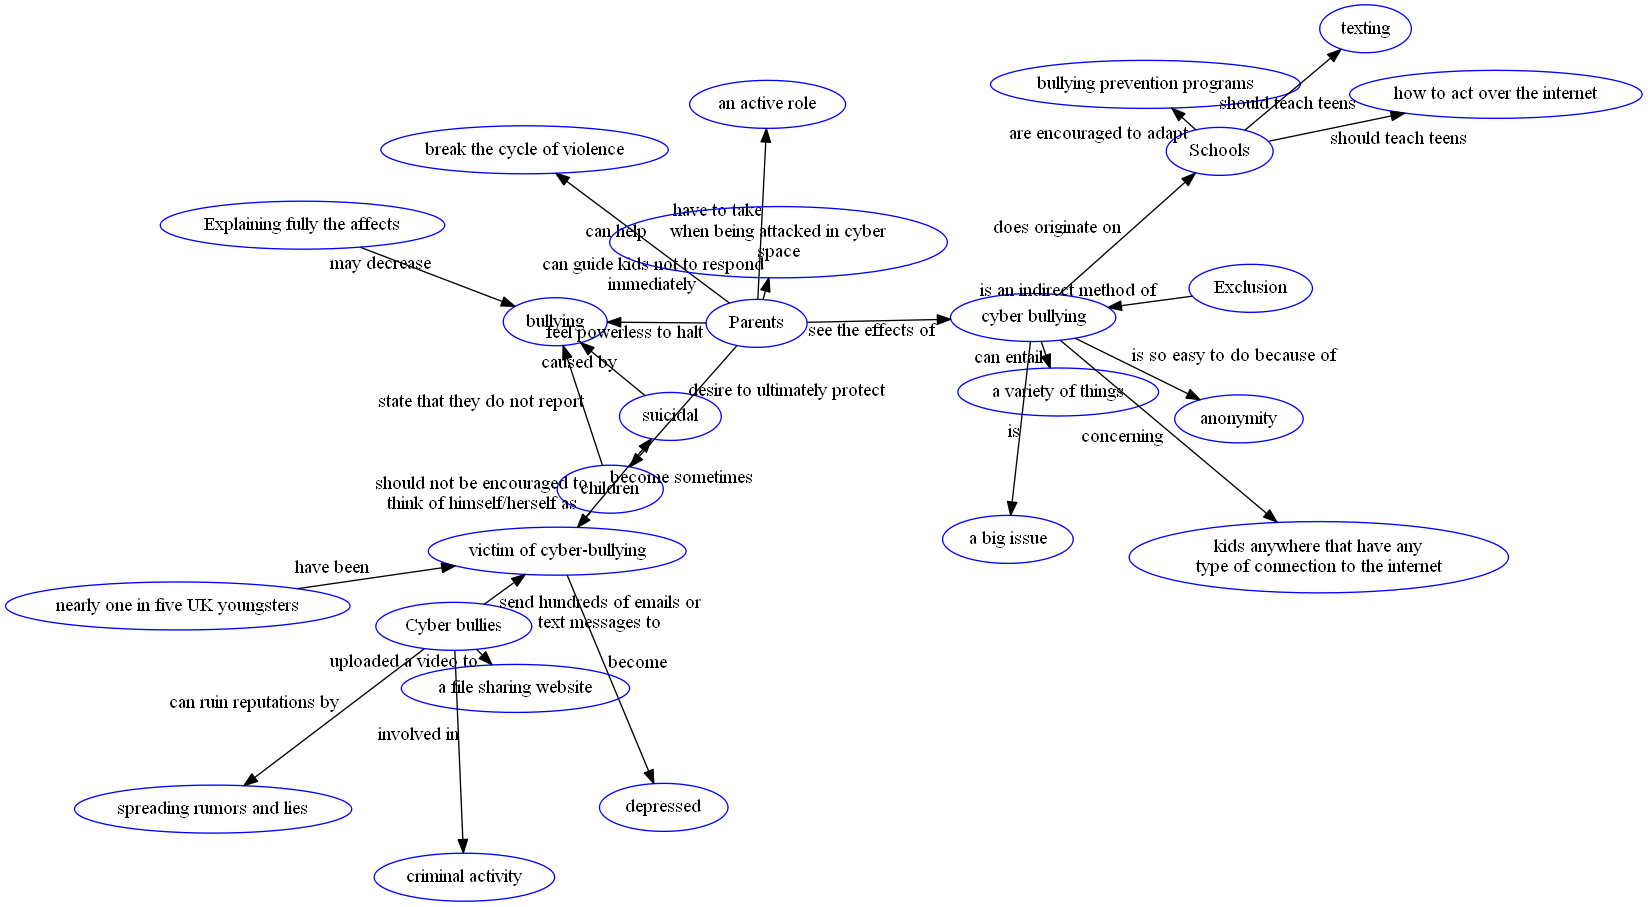 texting
bullying prevention programs
how to act over the internet
an active role
should teach teens
are encouraged to adapt
should teach teens
break the cycle of violence
Schools
have to take
Explaining fully the affects
can help
when being attacked in cyber
space
does originate on
may decrease
can guide kids not to respond
immediately
is an indirect method of
Exclusion
bullying
Parents
cyber bullying
feel powerless to halt
see the effects of
caused by
can entail
is so easy to do because of
desire to ultimately protect
a variety of things
state that they do not report
suicidal
anonymity
is
concerning
become sometimes
should not be encouraged to
think of himself/herself as
children
a big issue
kids anywhere that have any
type of connection to the internet
victim of cyber-bullying
have been
nearly one in five UK youngsters
send hundreds of emails or
text messages to
Cyber bullies
uploaded a video to
become
a file sharing website
can ruin reputations by
involved in
spreading rumors and lies
depressed
criminal activity